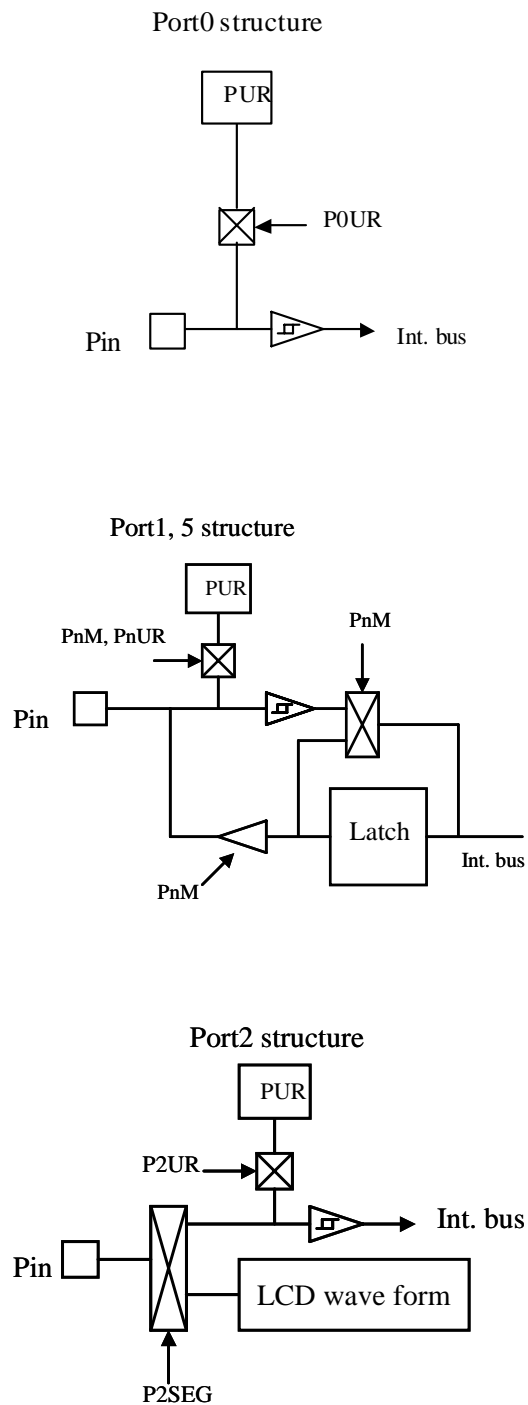 Port0 structure
PUR
P0UR
Pin
Int. bus
Port1, 5 structure
PUR
PnM, PnUR
PnM
Pin
Latch
Int. bus
PnM
Port2 structure
PUR
P2UR
Int. bus
Pin
LCD wave form
P2SEG